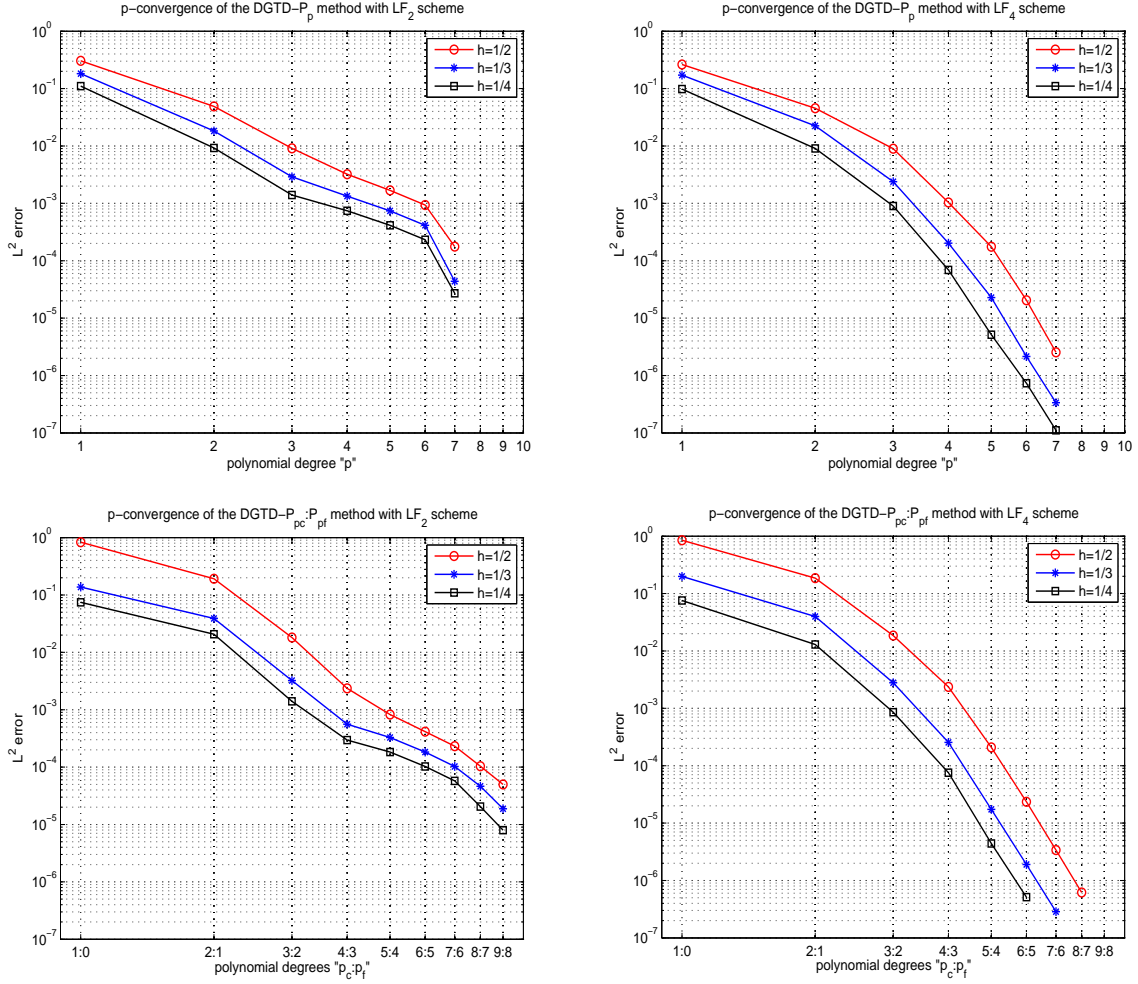 p−convergence of the DGTD−P_p method with LF_2 scheme
10^0
10^−1
10^−2
10^−3
10^−4
10^−5
10^−6
10^−7
L^2 error
h=1/2
h=1/3
h=1/4
1 2 3 4 5 6 7 8 9 10
polynomial degree "p"
p−convergence of the DGTD−P_p method with LF_4 scheme
10^0
10^−1
10^−2
10^−3
10^−4
10^−5
10^−6
10^−7
L^2 error
h=1/2
h=1/3
h=1/4
1 2 3 4 5 6 7 8 9 10
polynomial degree "p"
p−convergence of the DGTD−P_pc:P_pf method with LF_2 scheme
10^0
10^−1
10^−2
10^−3
10^−4
10^−5
10^−6
10^−7
L^2 error
h=1/2
h=1/3
h=1/4
1:0 2:1 3:2 4:3 5:4 6:5 7:6 8:7 9:8
polynomial degrees "p_c:p_f"
p−convergence of the DGTD−P_pc:P_pf method with LF_4 scheme
10^0
10^−1
10^−2
10^−3
10^−4
10^−5
10^−6
10^−7
L^2 error
h=1/2
h=1/3
h=1/4
1:0 2:1 3:2 4:3 5:4 6:5 7:6 8:7 9:8
polynomial degrees "p_c:p_f"